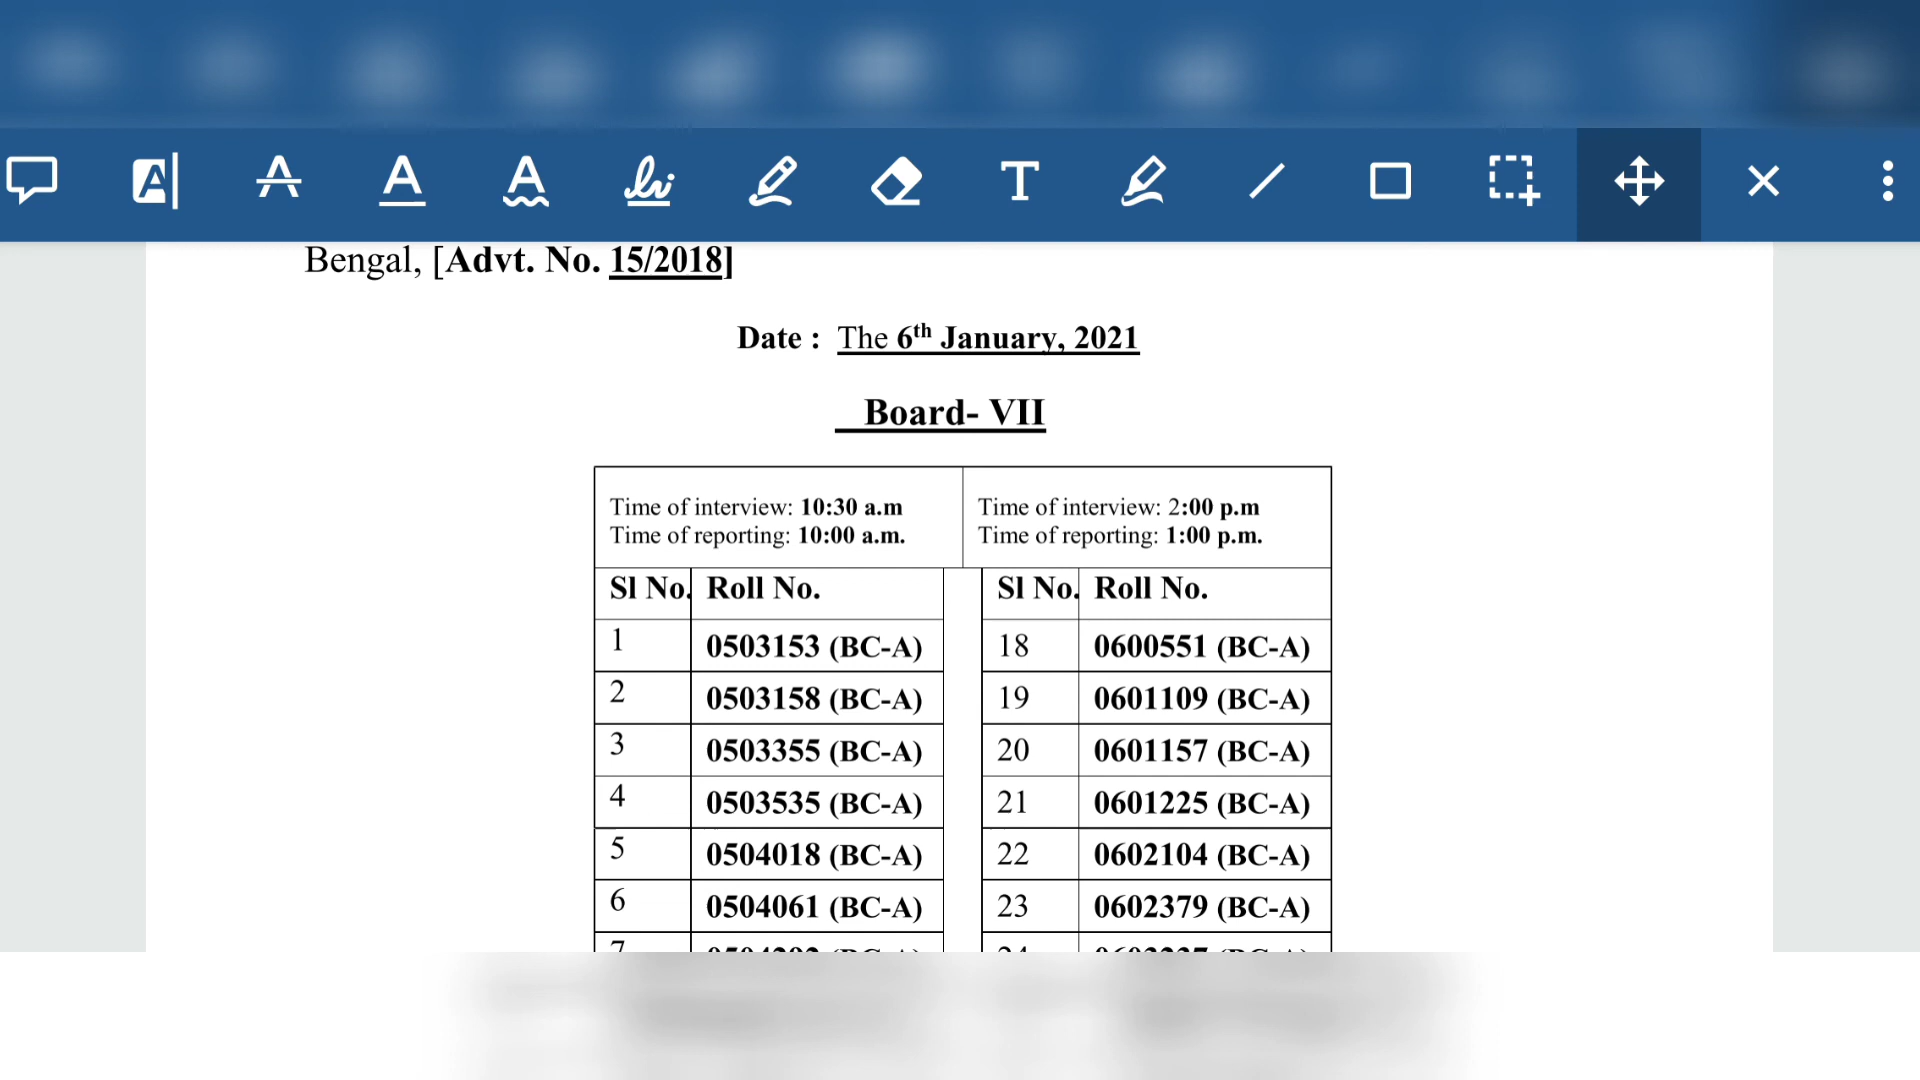 Bengal, [Advt. No. 15/2018]
Date : The 6th January, 2021
Board- VII
Time of interview: 10:30 a.m Time of interview: 2:00 p.m
Time of reporting: 10:00 a.m. Time of reporting: 1:00 p.m.
Sl No. Roll No. Sl No. Roll No.
1 0503153 (BC-A) 18 0600551 (BC-A)
2 0503158 (BC-A) 19 0601109 (BC-A)
3 0503355 (BC-A) 20 0601157 (BC-A)
4 0503535 (BC-A) 21 0601225 (BC-A)
5 0504018 (BC-A) 22 0602104 (BC-A)
6 0504061 (BC-A) 23 0602379 (BC-A)